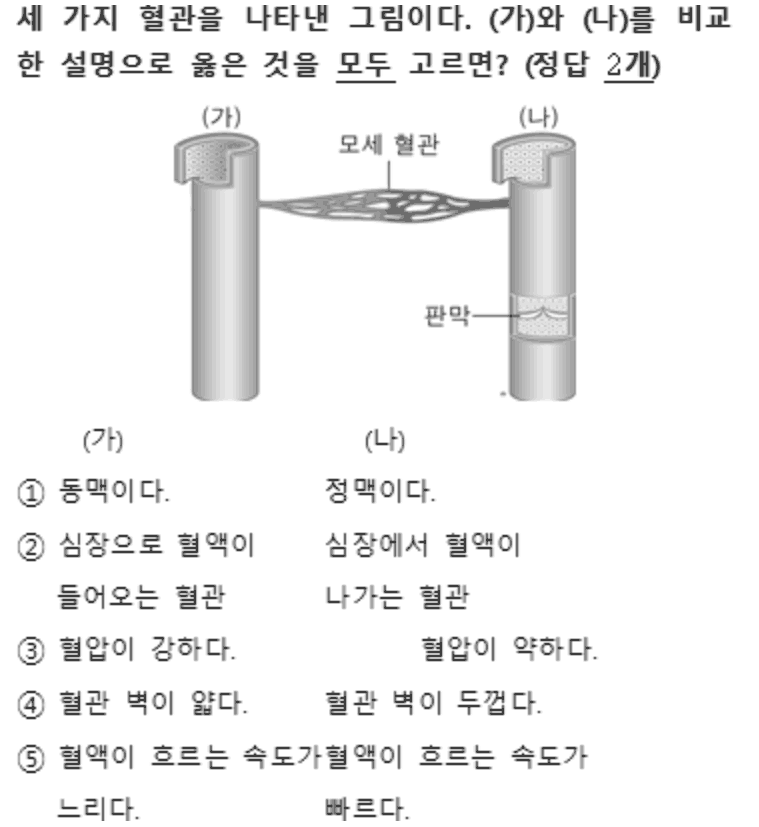 세 가지 혈관을 나타낸 그림이다. (가)와 (나)를 비교
한 설명으로 옳은 것을 모두 고르면? (정답 2개)
(가) (나)
모세 혈관
판막
(가) (나)
① 동맥이다. 정맥이다.
② 심장으로 혈액이 심장에서 혈액이
들어오는 혈관 나가는 혈관
③ 혈압이 강하다. 혈압이 약하다.
④ 혈관 벽이 얇다. 혈관 벽이 두껍다.
⑤ 혈액이 흐르는 속도가혈액이 흐르는 속도가
느리다. 빠르다.